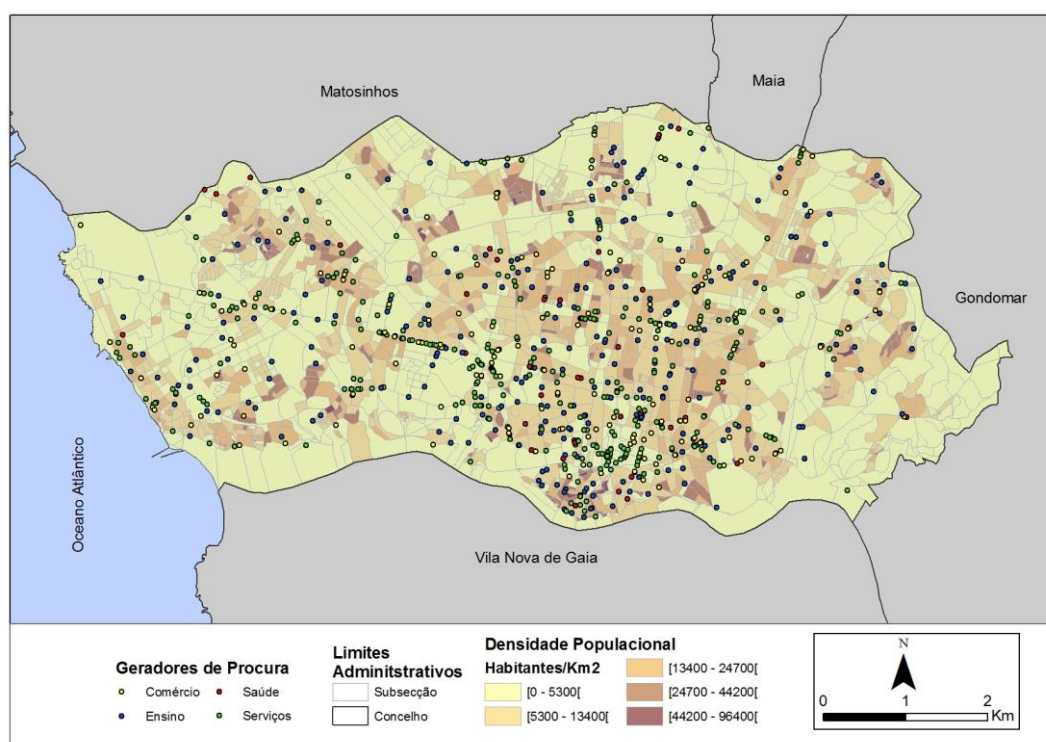 Matosinhos
Maia
Gondomar
Oceano Atlântico
Vila Nova de Gaia
Geradores de Procura
Comércio
Saúde
Ensino
Serviços
Limites
Adminitstrativos
Subsecção
Concelho
Densidade Populacional
Habitantes/Km2
[0 - 5300[
[5300 - 13400[
[13400 - 24700[
[24700 - 44200[
[44200 - 96400[
N
0 1 2
Km